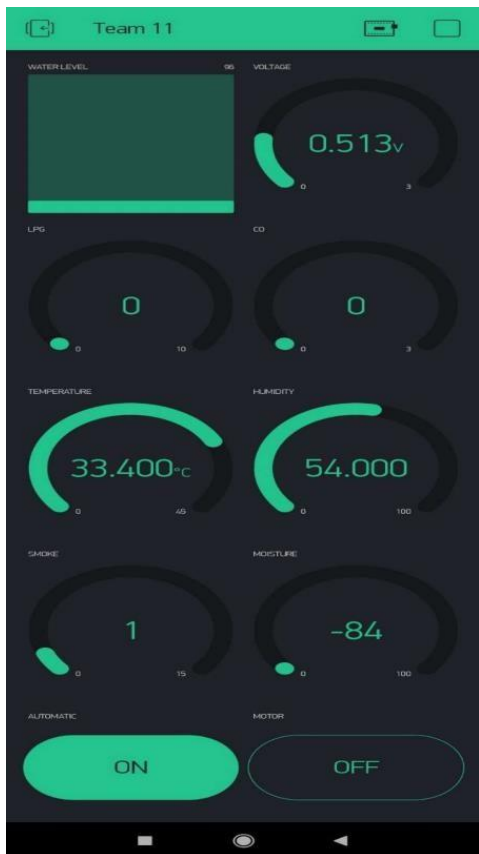 Team 11
WATER LEVEL 96 VOLTAGE
0.513V
0 3
LPG CO
0 0
0 10 0 3
TEMPERATURE HUMIDITY
33.400°C 54.000
0 45 0 100
SMOKE MOISTURE
1 -84
0 15 0 100
AUTOMATIC MOTOR
ON OFF